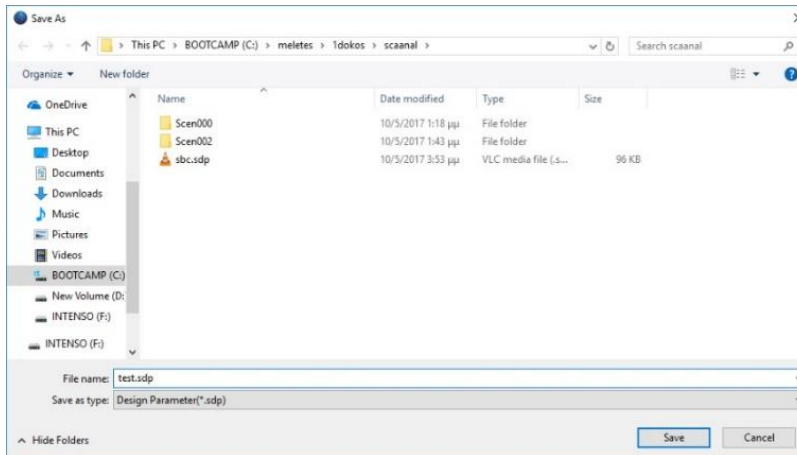 Save As
This PC > BOOTCAMP (C:) > meletes > 1dokos > scaanal >
Search scaanal
Organize
New folder
Name
Date modified
Type
Size
OneDrive
This PC
Desktop
Documents
Downloads
Music
Pictures
Videos
BOOTCAMP (C:)
New Volume (D:
INTENSO (F:)
INTENSO (F:)
Scen000 10/5/2017 1:18 μμ File folder
Scen002 10/5/2017 1:43 μμ File folder
sbc.sdp 10/5/2017 3:53 μμ VLC media file (.s... 96 KB
File name: test.sdp
Save as type: Design Parameter(*.sdp)
Hide Folders
Save
Cancel